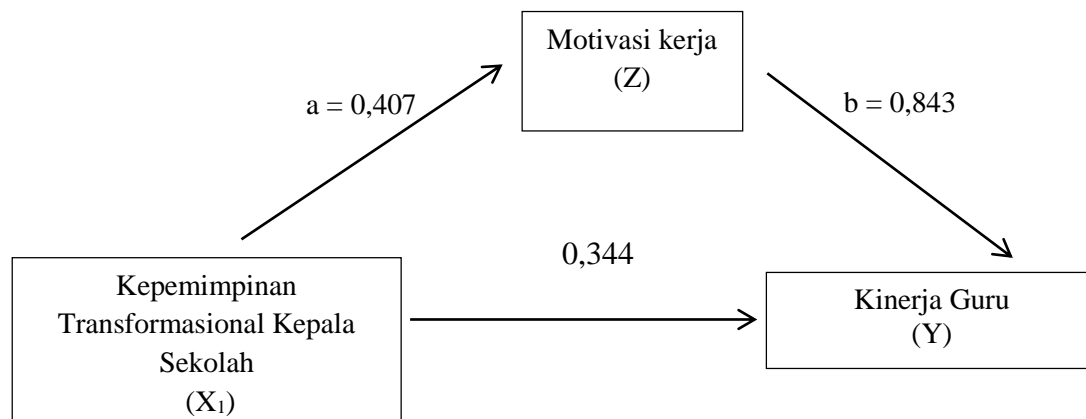 Motivasi kerja
(Z)
a = 0,407
b = 0,843
0,344
Kepemimpinan
Transformasional Kepala
Sekolah
(X₁)
Kinerja Guru
(Y)